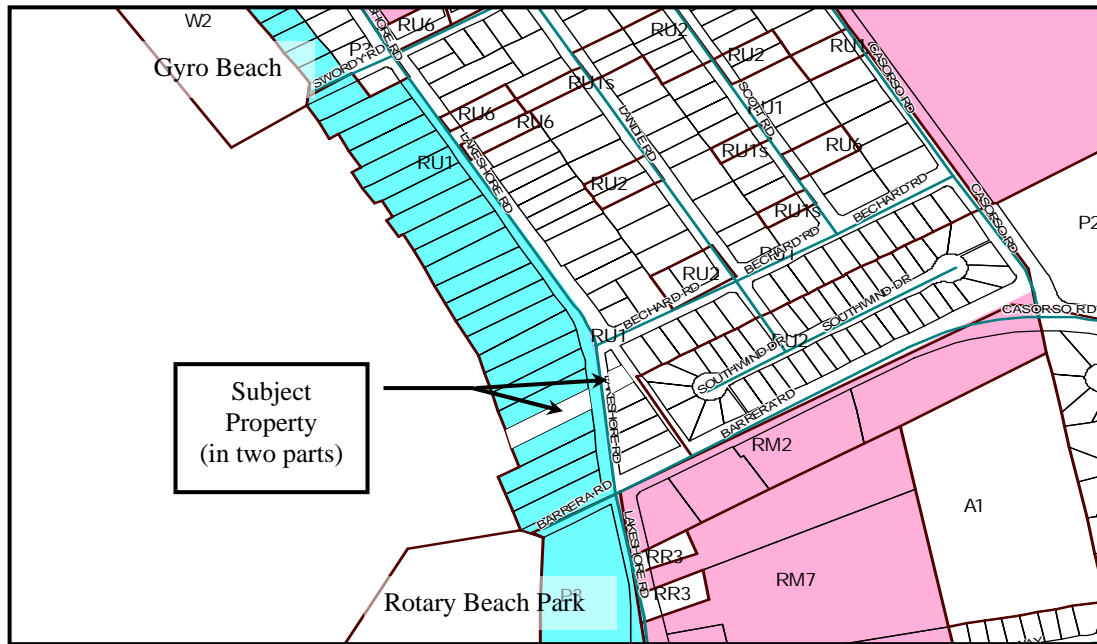 W2
Gyro Beach
P3
SWORDY RD
RU6
RU2
RU2
RU1
CASORSO RD
RU1s
RU6
RU6
LANDIE RD
SCOTT RD
RU1
LAKESHORE RD
RU1
RU1s
RU6
RU2
RU1s
BECHARD RD
BECHARD RD
CASORSO RD
P2
RU2
BECHARD RD
RU1
SOUTHWIND DR
CASORSO RD
RU1
SOUTHWIND DR
RU2
Subject
Property
(in two parts)
LAKESHORE RD
BARRERA RD
RM2
BARRERA RD
LAKESHORE RD
A1
RR3
RM7
RR3
P3
Rotary Beach Park